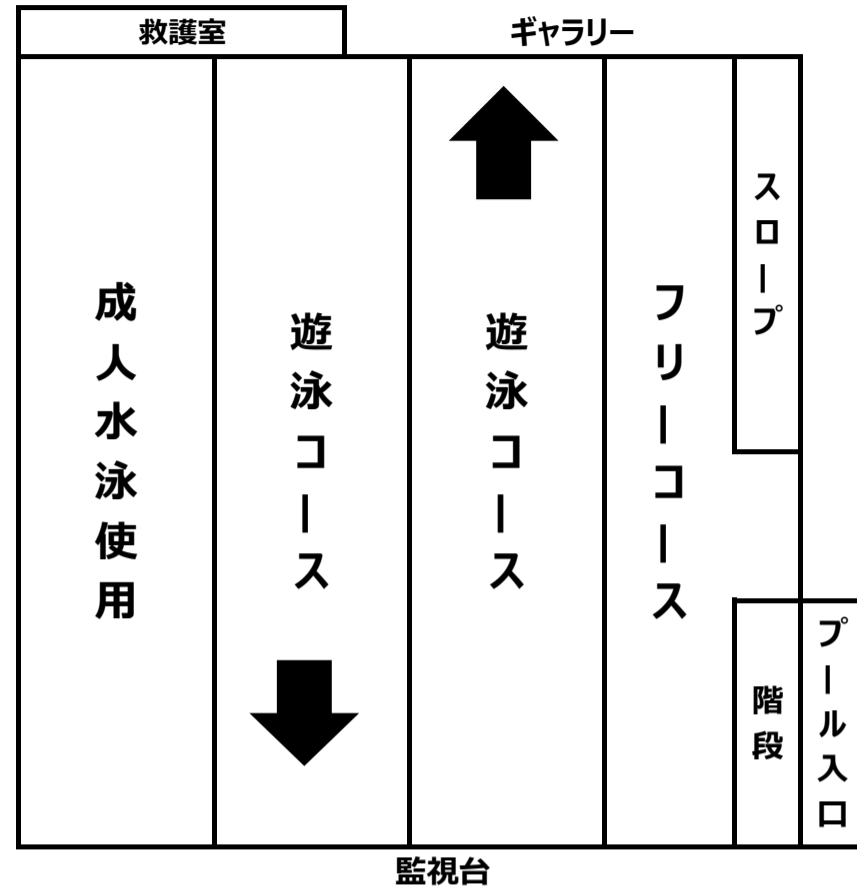 救護室
ギャラリー
成人水泳使用
遊泳コース
遊泳コース
フリーコース
スロープ
階段
プール入口
監視台